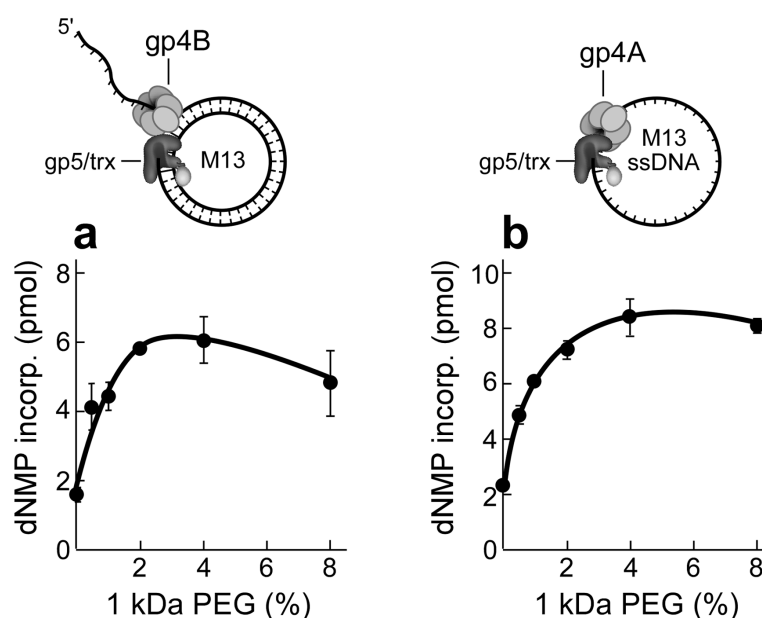 5'
gp4B
gp5/trx
M13
a
8
6
4
2
0
dNMP incorp. (pmol)
2
4
6
8
1 kDa PEG (%)
gp4A
gp5/trx
M13
ssDNA
b
10
8
6
4
2
0
dNMP incorp. (pmol)
2
4
6
8
1 kDa PEG (%)